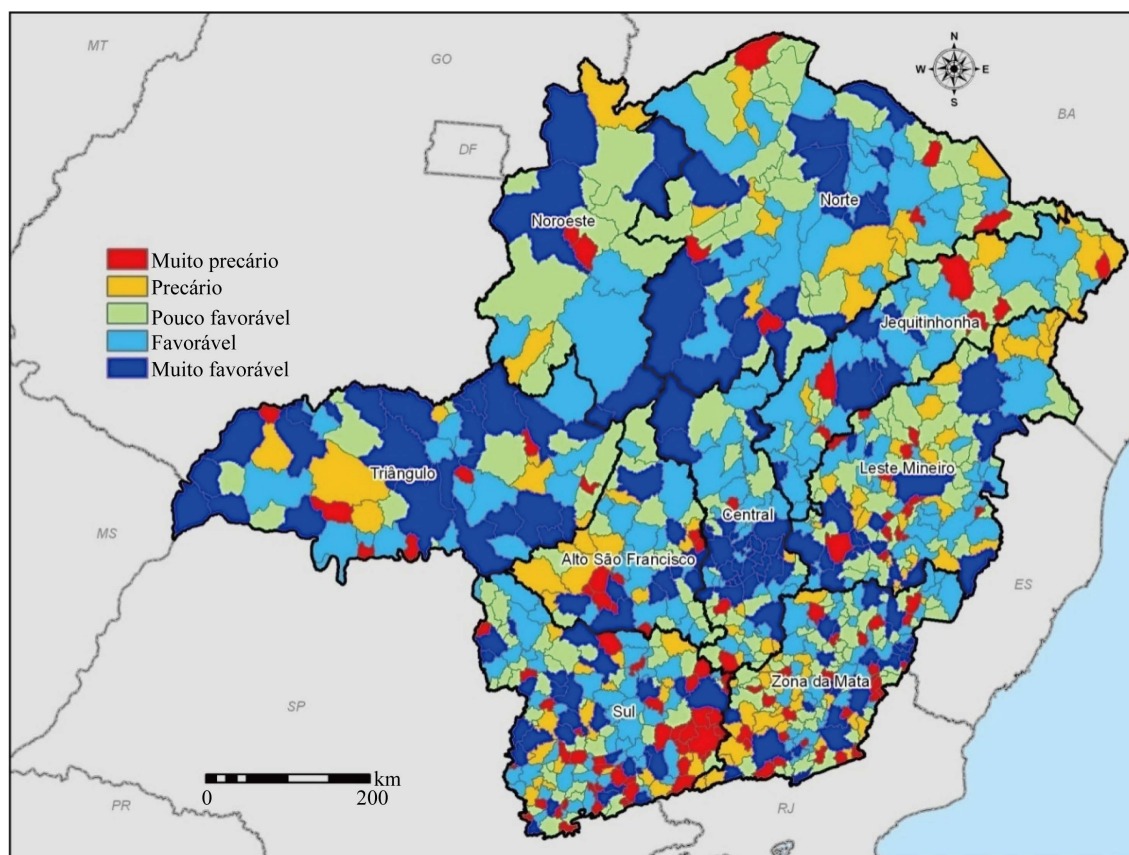 MT
GO
N
W E
S
BA
DF
Norte
Noroeste
Muito precário
Precário
Pouco favorável
Favorável
Muito favorável
Jequitinhonha
Leste Mineiro
Triângulo
Central
MS
Alto São Francisco
ES
Zona da Mata
SP
Sul
km
0 200
PR
RJ